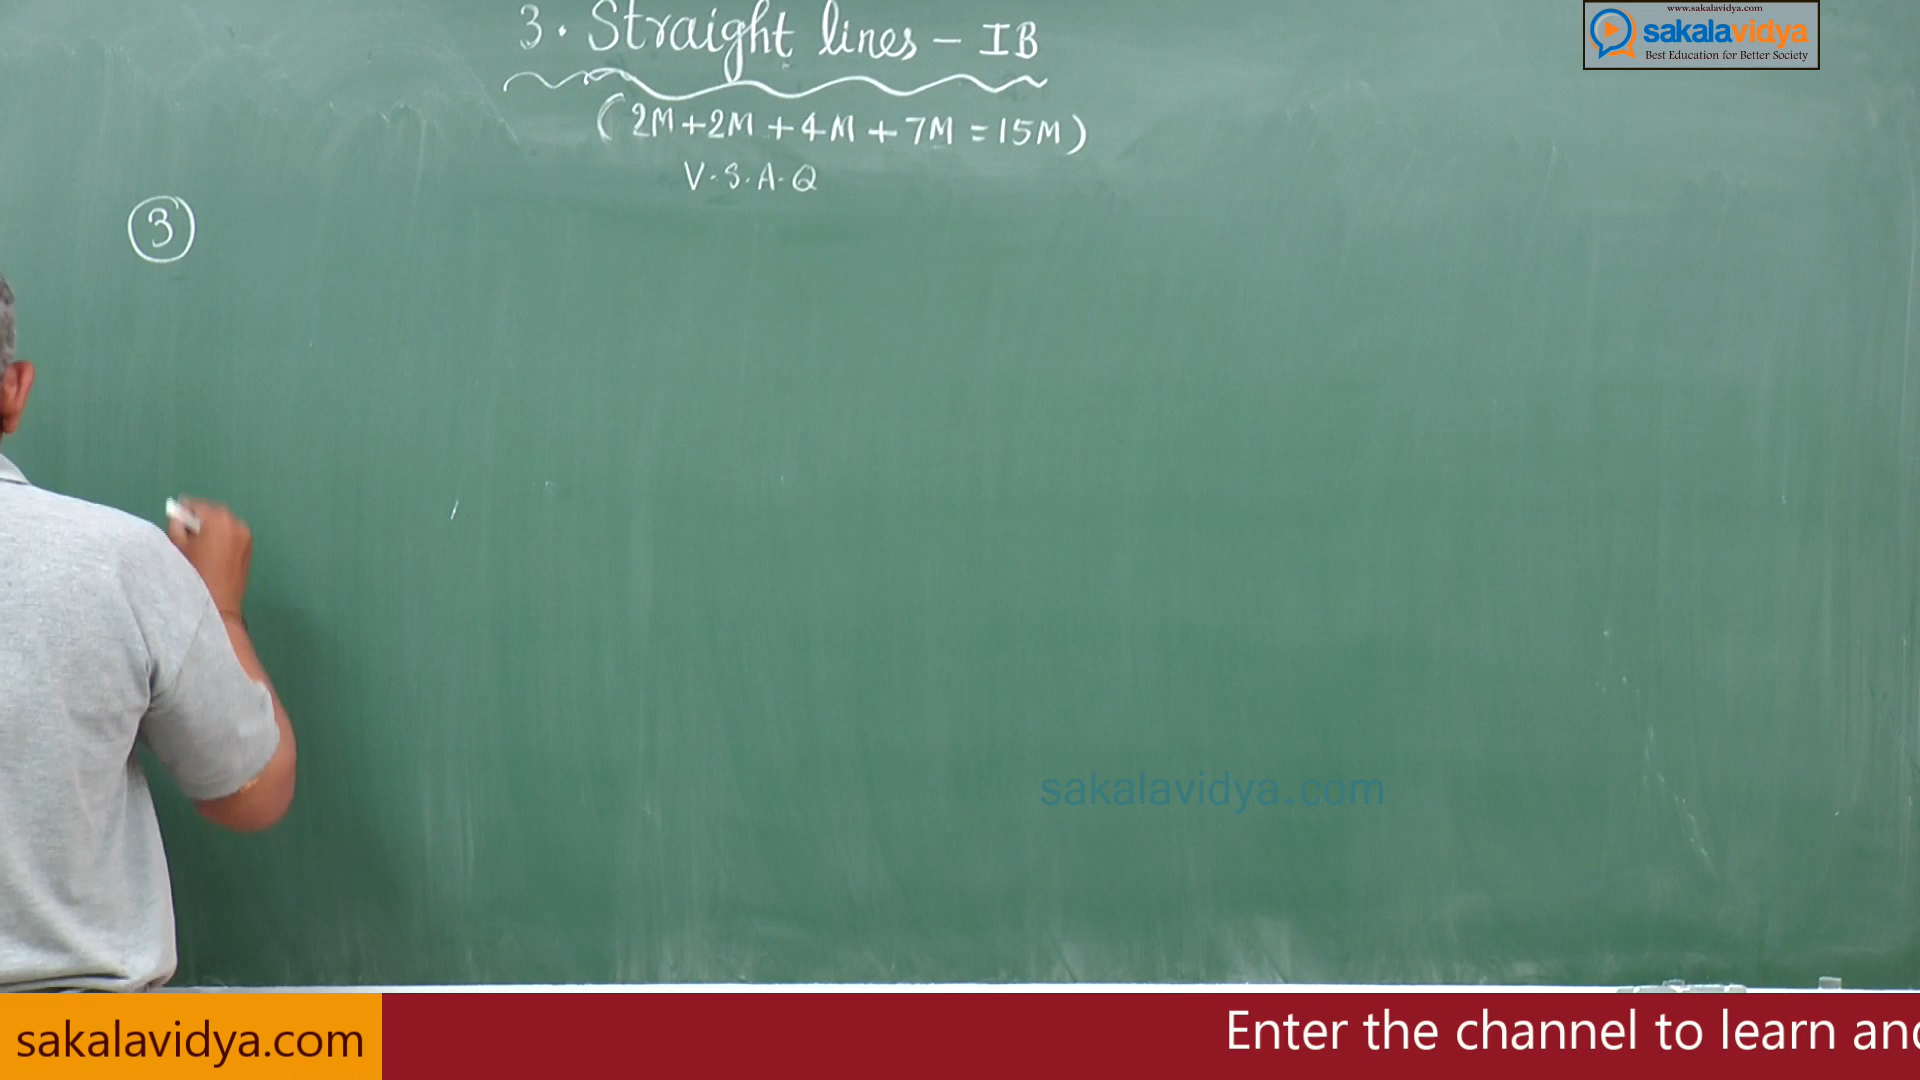 3. Straight lines - IB
(2M+2M+4M+7M=15M)
V.S.A.Q
3
www.sakalavidya.com
sakalavidya
Best Education for Better Society
sakalavidya.com
sakalavidya.com
Enter the channel to learn and